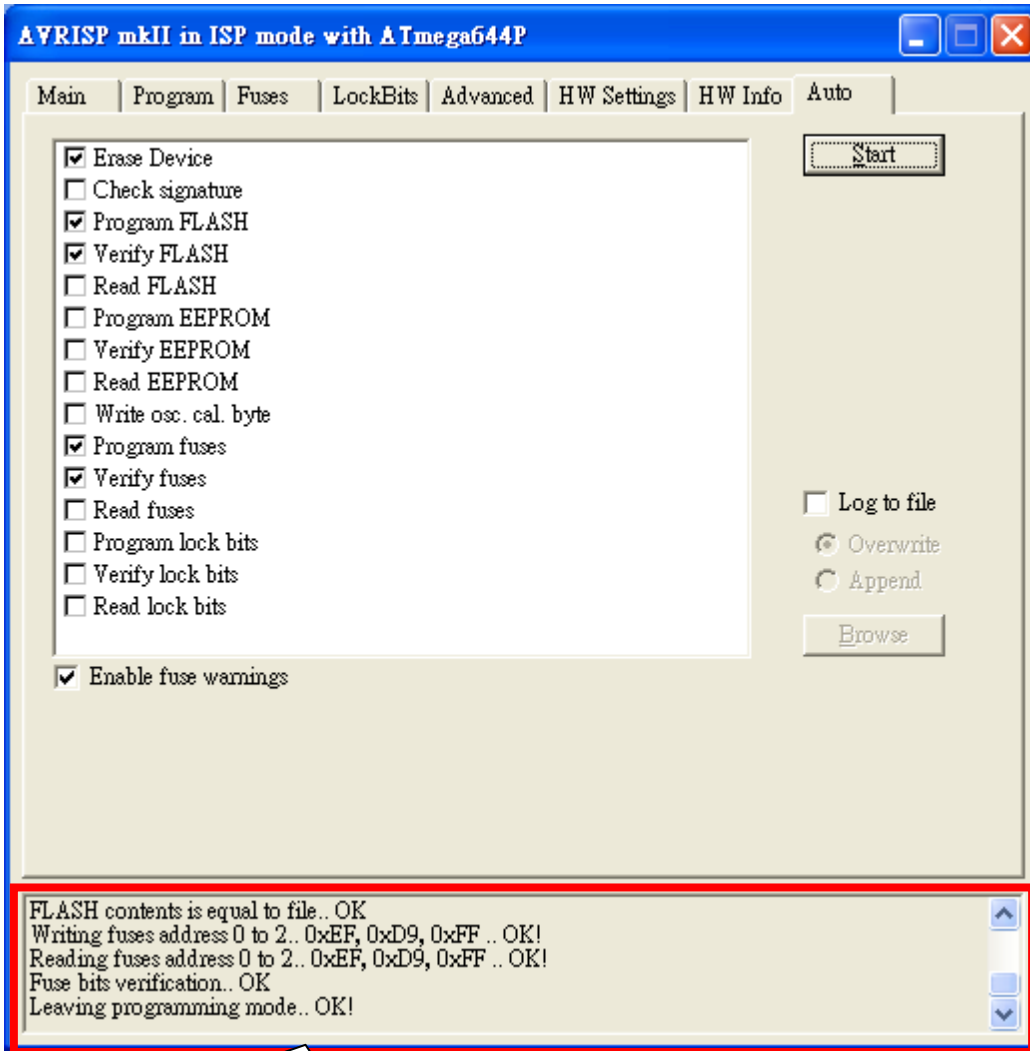 AVRISP mkII in ISP mode with ATmega644P
Main Program Fuses LockBits Advanced HW Settings HW Info Auto
Erase Device
Start
Check signature
Program FLASH
Verify FLASH
Read FLASH
Program EEPROM
Verify EEPROM
Read EEPROM
Write osc. cal. byte
Program fuses
Verify fuses
Read fuses
Program lock bits
Verify lock bits
Read lock bits
Log to file
Overwrite
Append
Browse
Enable fuse warnings
FLASH contents is equal to file.. OK
Writing fuses address 0 to 2.. 0xEF, 0xD9, 0xFF .. OK!
Reading fuses address 0 to 2.. 0xEF, 0xD9, 0xFF .. OK!
Fuse bits verification.. OK
Leaving programming mode.. OK!